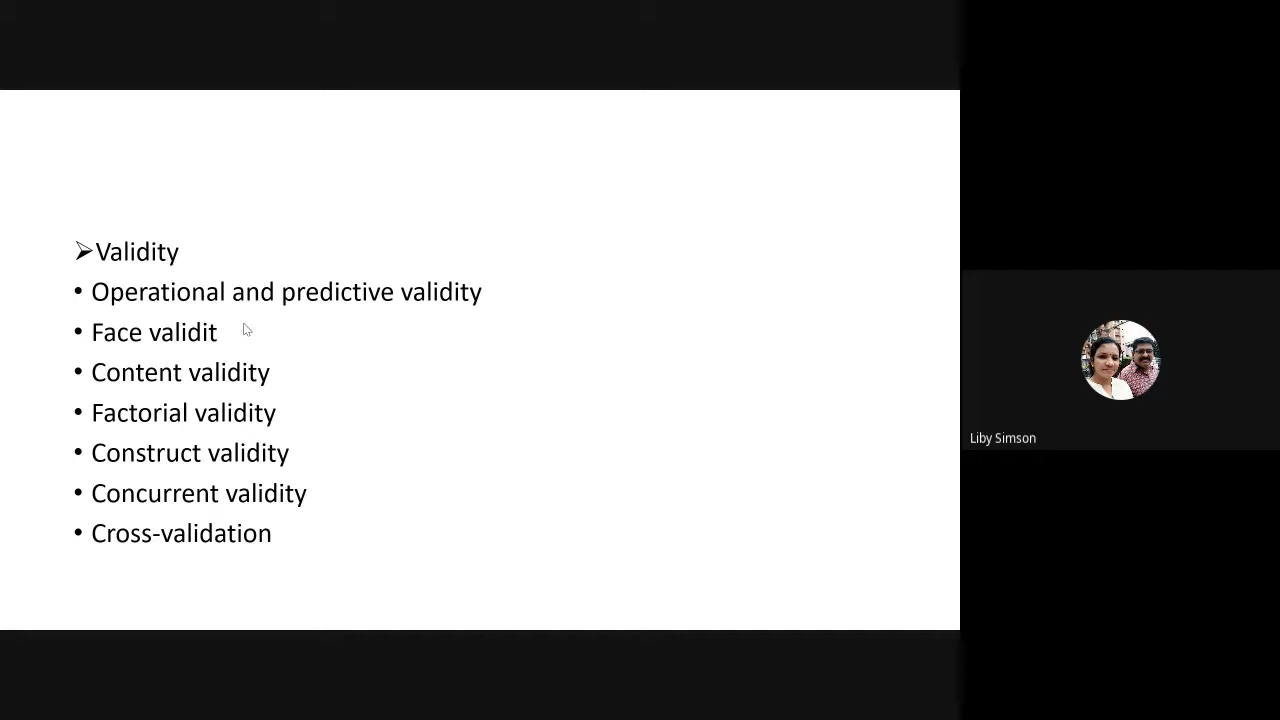 ➢Validity
• Operational and predictive validity
• Face validit
• Content validity
• Factorial validity
• Construct validity
• Concurrent validity
• Cross-validation
Liby Simson